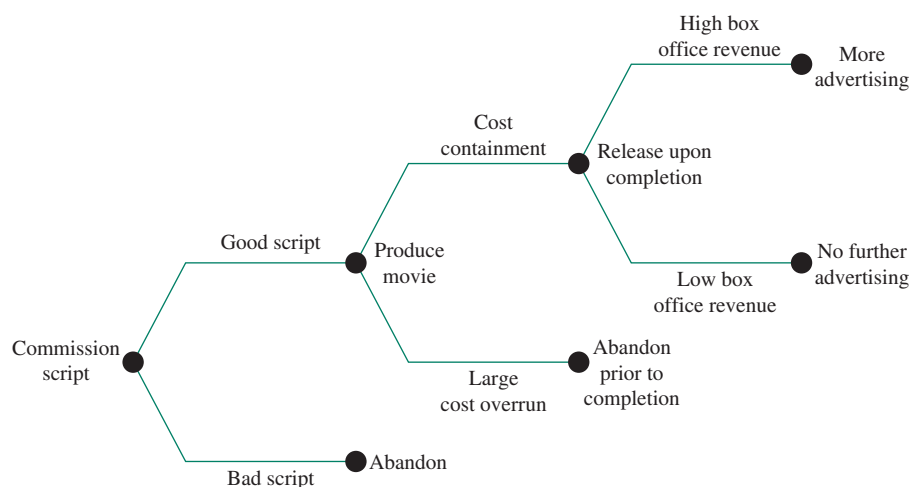 High box
office revenue
More
advertising
Cost
containment
Release upon
completion
Good script
Produce
movie
No further
advertising
Low box
office revenue
Commission
script
Large
cost overrun
Abandon
prior to
completion
Bad script
Abandon